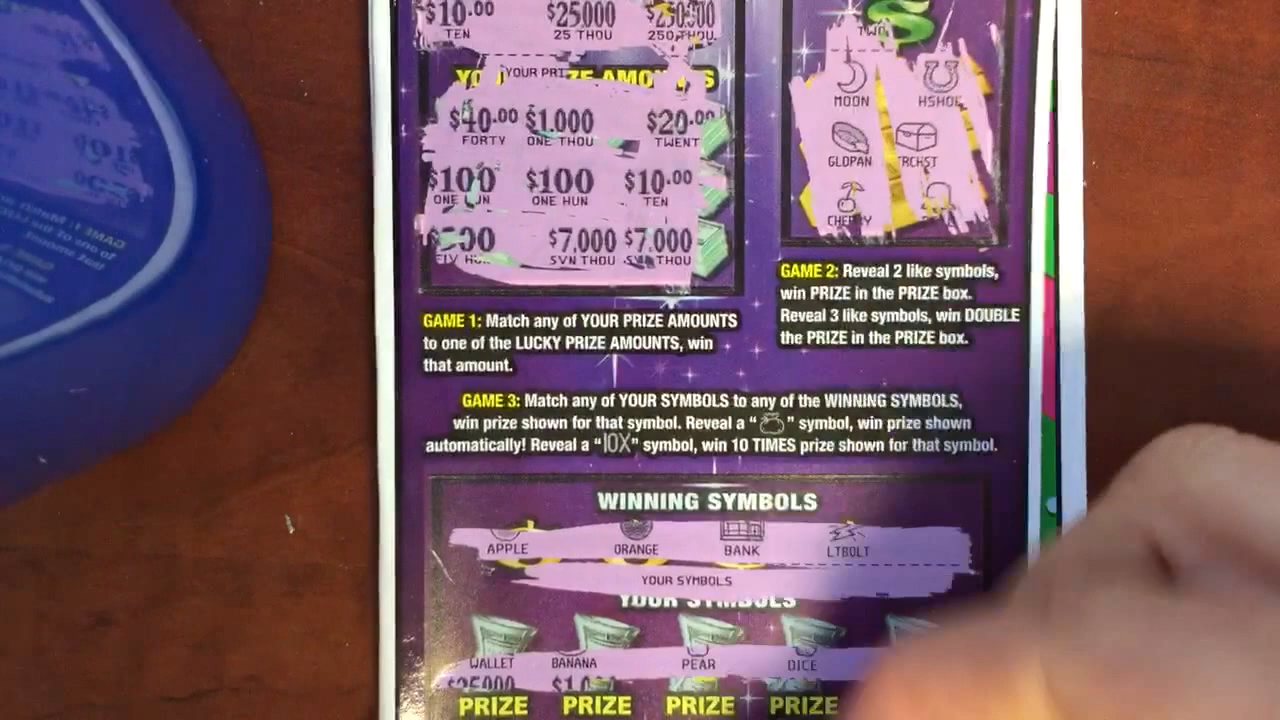 $10.00 $25000
TEN 25 THOU 250 THOU
TWO
YOUR PRIZE AMOUNTS
$40.00 $1,000 $20.00
FORTY ONE THOU TWENT
$100 $100 $10.00
ONE HUN ONE HUN TEN
$7,000 $7,000
SVN THOU THOU
MOON HSHOE
GLDPAN TRCHST
CHERRY
GAME 1: Match any of YOUR PRIZE AMOUNTS
to one of the LUCKY PRIZE AMOUNTS, win
that amount.
GAME 2: Reveal 2 like symbols,
win PRIZE in the PRIZE box.
Reveal 3 like symbols, win DOUBLE
the PRIZE in the PRIZE box.
GAME 3: Match any of YOUR SYMBOLS to any of the WINNING SYMBOLS,
win prize shown for that symbol. Reveal a " " symbol, win prize shown
automatically! Reveal a "10X" symbol, win 10 TIMES prize shown for that symbol.
WINNING SYMBOLS
APPLE ORANGE BANK LTBOLT
YOUR SYMBOLS
YOUR SYMBOLS
WALLET BANANA PEAR DICE
$25000
PRIZE PRIZE PRIZE PRIZE